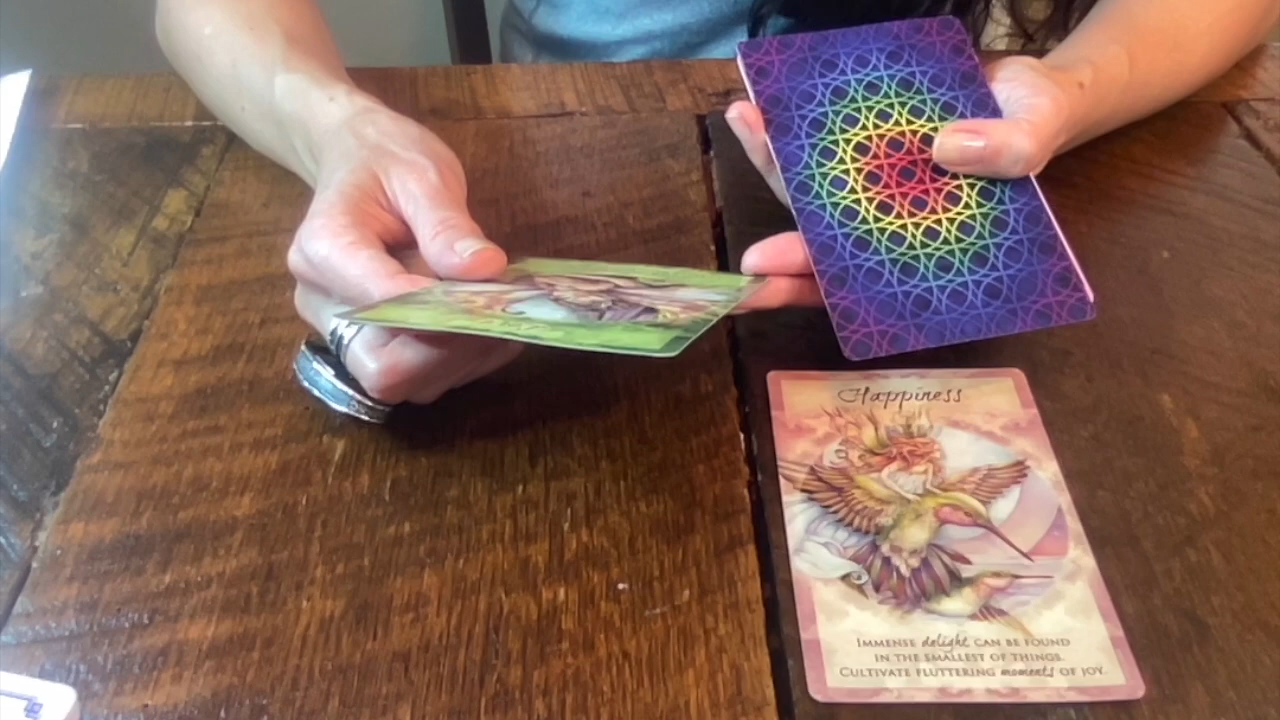 Happiness
IMMENSE delight CAN BE FOUND
IN THE SMALLEST OF THINGS.
CULTIVATE FLUTTERING moments OF JOY.